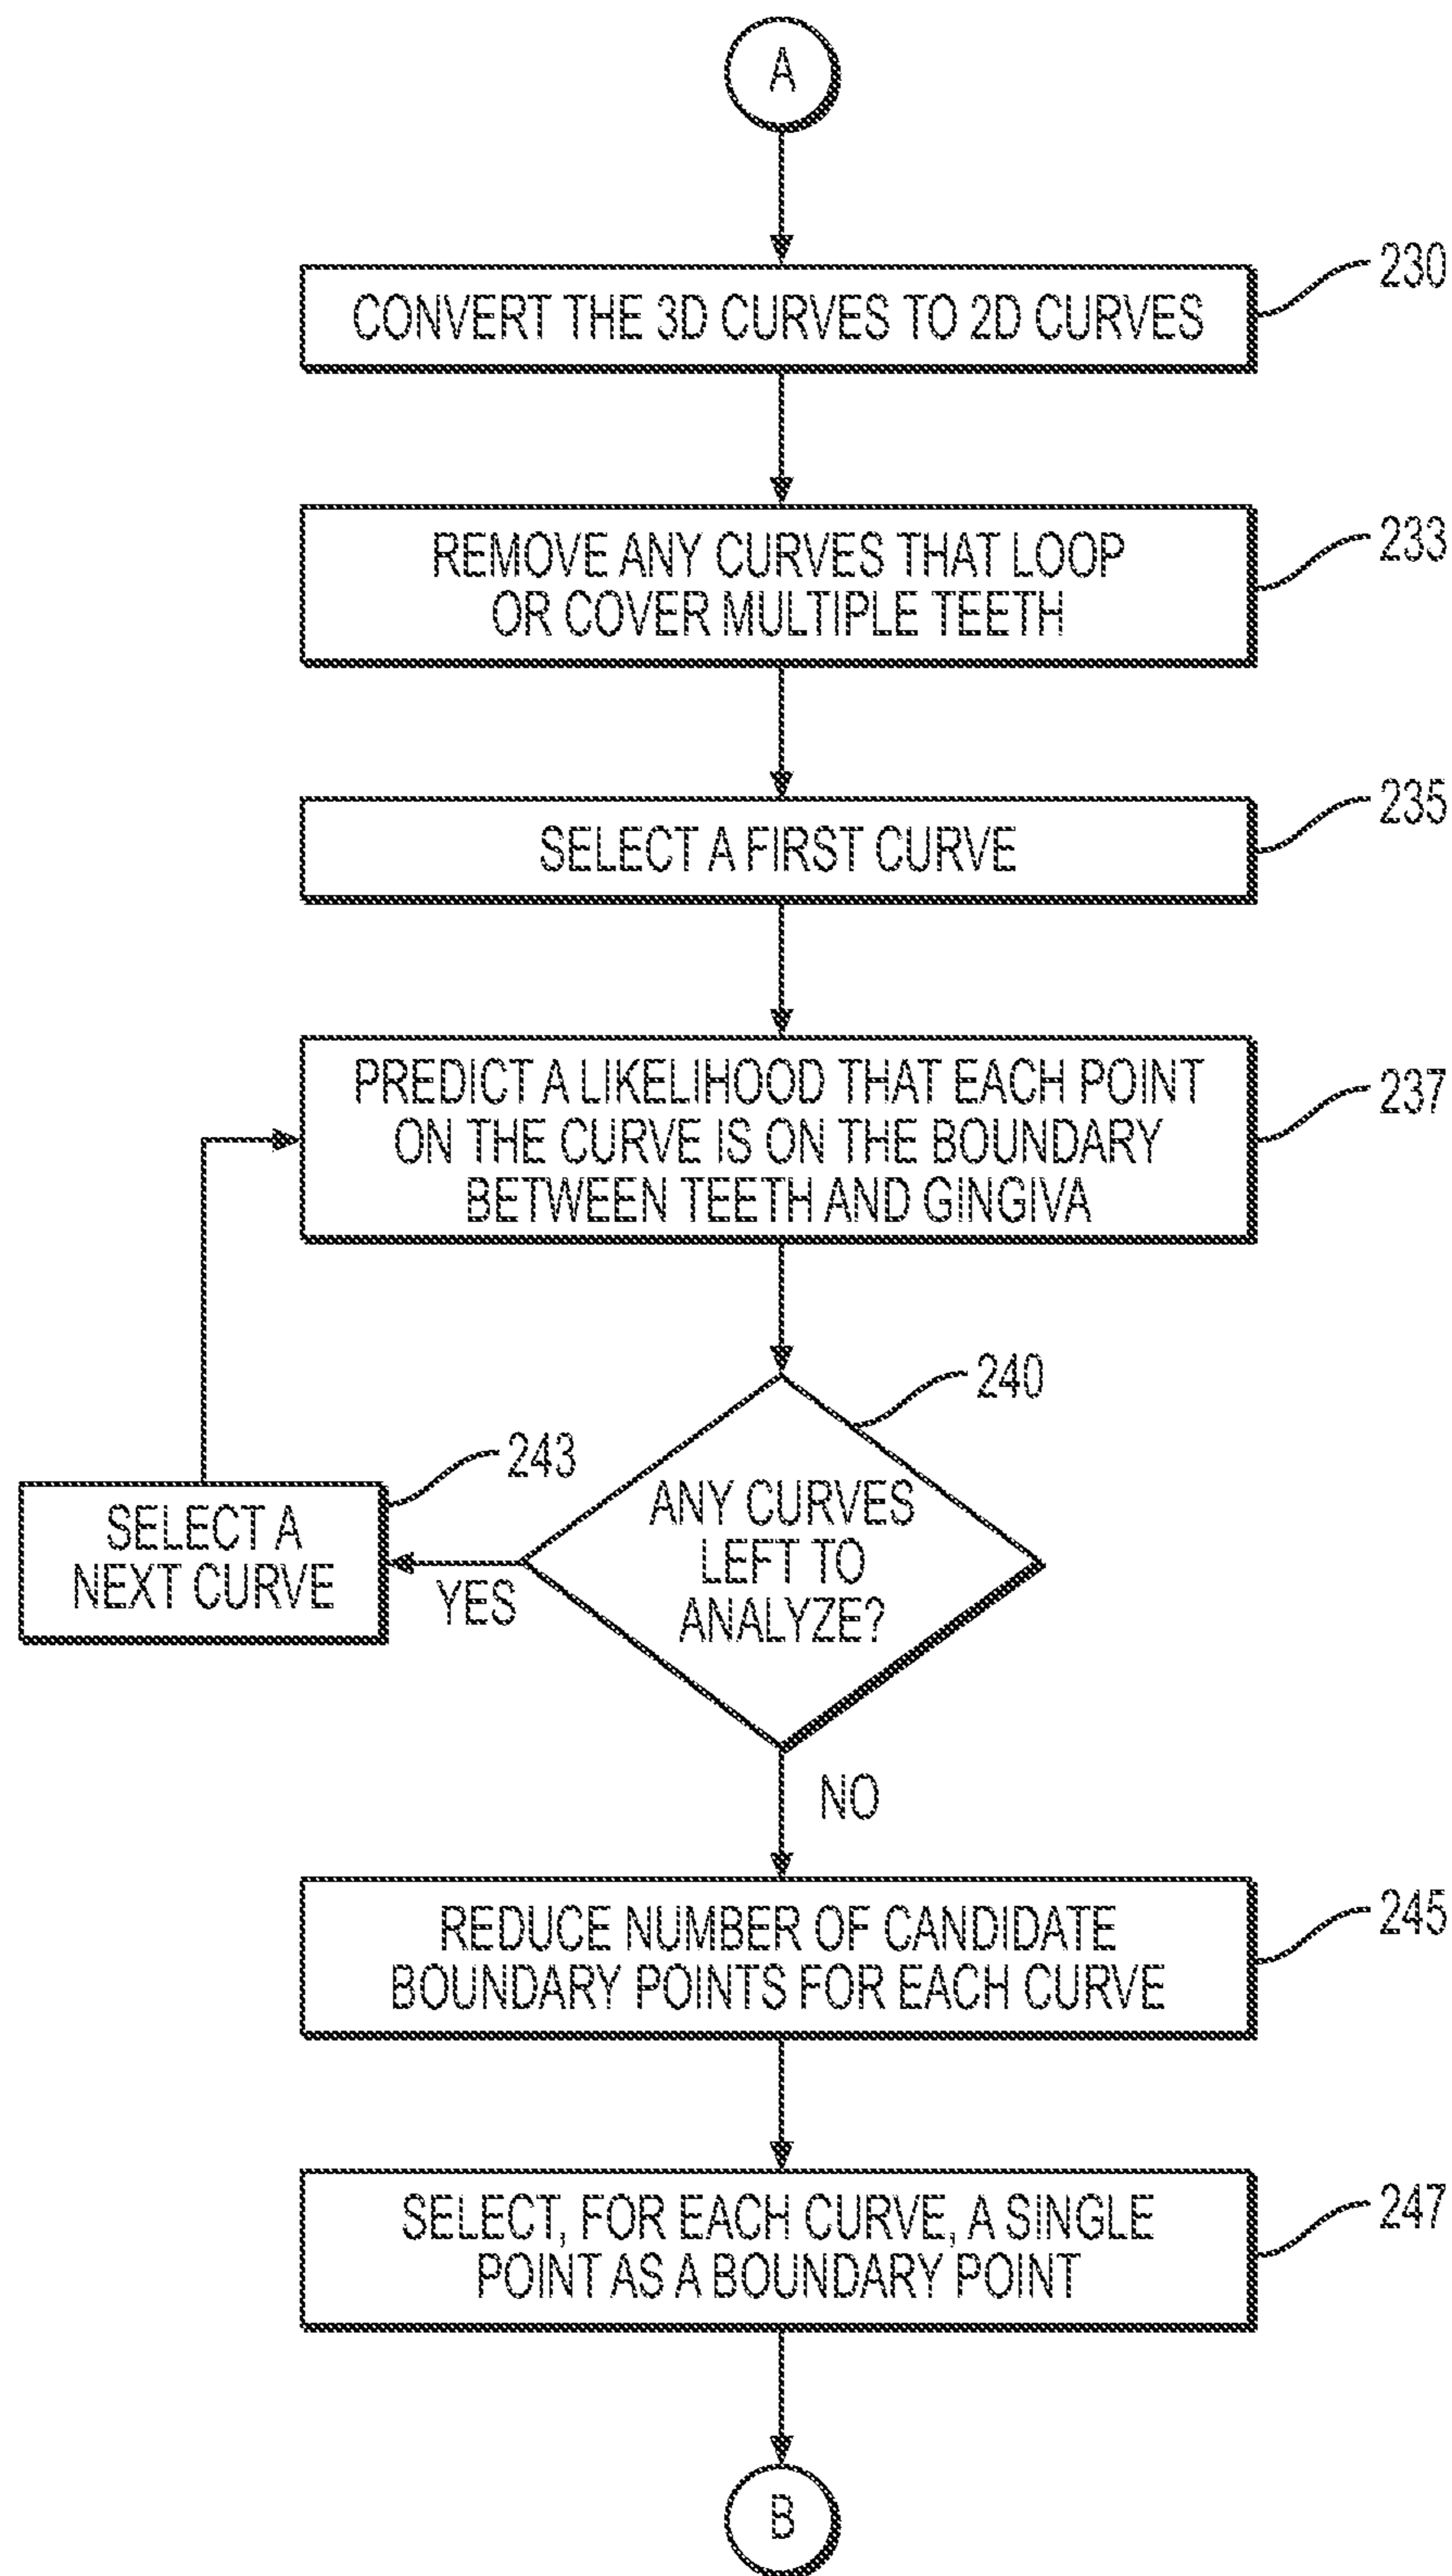 A
230
CONVERT THE 3D CURVES TO 2D CURVES
233
REMOVE ANY CURVES THAT LOOP
OR COVER MULTIPLE TEETH
235
SELECT A FIRST CURVE
237
PREDICT A LIKELIHOOD THAT EACH POINT
ON THE CURVE IS ON THE BOUNDARY
BETWEEN TEETH AND GINGIVA
240
ANY CURVES
LEFT TO
ANALYZE?
243
SELECT A
NEXT CURVE
YES
NO
245
REDUCE NUMBER OF CANDIDATE
BOUNDARY POINTS FOR EACH CURVE
247
SELECT, FOR EACH CURVE, A SINGLE
POINT AS A BOUNDARY POINT
B